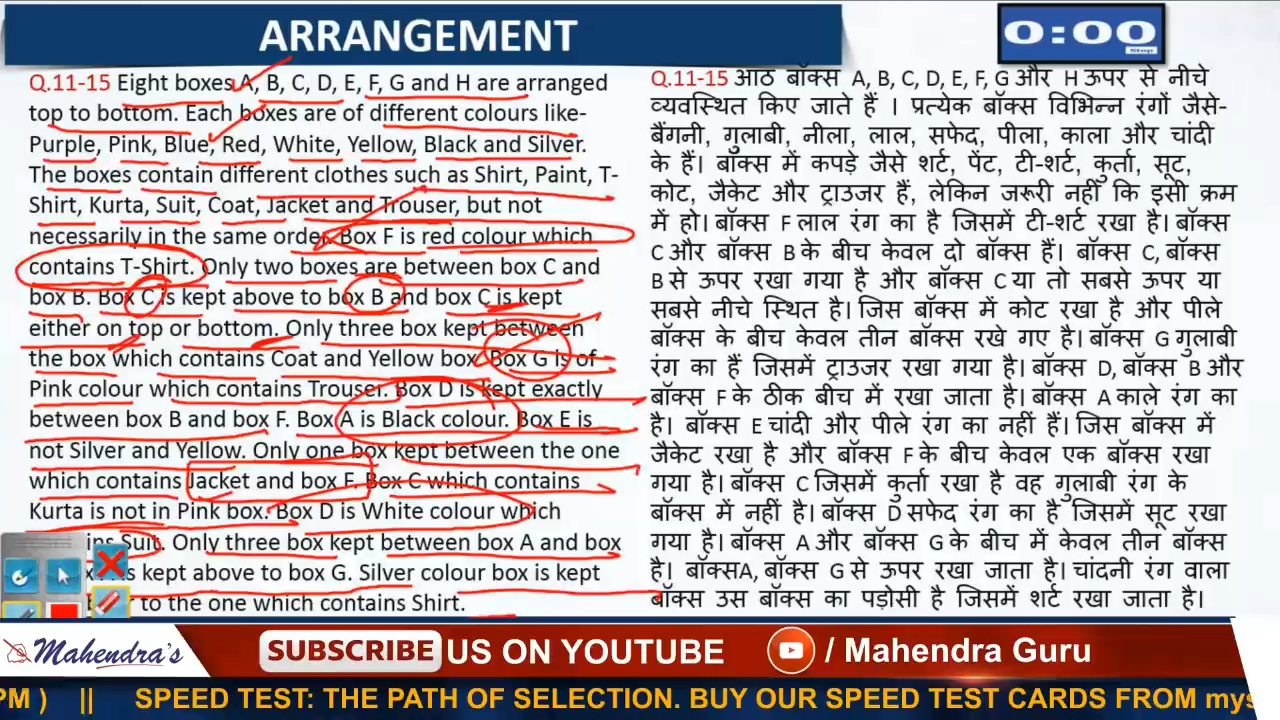 ARRANGEMENT
0:00
Stop
Q.11-15 Eight boxes A, B, C, D, E, F, G and H are arranged
top to bottom. Each boxes are of different colours like-
Purple, Pink, Blue, Red, White, Yellow, Black and Silver.
The boxes contain different clothes such as Shirt, Paint, T-
Shirt, Kurta, Suit, Coat, Jacket and Trouser, but not
necessarily in the same order. Box F is red colour which
contains T-Shirt. Only two boxes are between box C and
box B. Box C is kept above to box B and box C is kept
either on top or bottom. Only three box kept between
the box which contains Coat and Yellow box. Box G is of
Pink colour which contains Trouser. Box D is kept exactly
between box B and box F. Box A is Black colour. Box E is
not Silver and Yellow. Only one box kept between the one
which contains Jacket and box F. Box C which contains
Kurta is not in Pink box. Box D is White colour which
Suit. Only three box kept between box A and box
kept above to box G. Silver colour box is kept
to the one which contains Shirt.
Q.11-15 आठ बॉक्स A, B, C, D, E, F, G और H ऊपर से नीचे
व्यवस्थित किए जाते हैं । प्रत्येक बॉक्स विभिन्न रंगों जैसे-
बैंगनी, गुलाबी, नीला, लाल, सफेद, पीला, काला और चांदी
के हैं। बॉक्स में कपड़े जैसे शर्ट, पेंट, टी-शर्ट, कुर्ता, सूट,
कोट, जैकेट और ट्राउजर हैं, लेकिन जरूरी नहीं कि इसी क्रम
में हो। बॉक्स F लाल रंग का है जिसमें टी-शर्ट रखा है। बॉक्स
C और बॉक्स B के बीच केवल दो बॉक्स हैं। बॉक्स C, बॉक्स
B से ऊपर रखा गया है और बॉक्स C या तो सबसे ऊपर या
सबसे नीचे स्थित है। जिस बॉक्स में कोट रखा है और पीले
बॉक्स के बीच केवल तीन बॉक्स रखे गए है। बॉक्स G गुलाबी
रंग का हैं जिसमें ट्राउजर रखा गया है। बॉक्स D, बॉक्स B और
बॉक्स F के ठीक बीच में रखा जाता है। बॉक्स A काले रंग का
है। बॉक्स E चांदी और पीले रंग का नहीं हैं। जिस बॉक्स में
जैकेट रखा है और बॉक्स F के बीच केवल एक बॉक्स रखा
गया है। बॉक्स C जिसमें कुर्ता रखा है वह गुलाबी रंग के
बॉक्स में नहीं है। बॉक्स D सफेद रंग का है जिसमें सूट रखा
गया है। बॉक्स A और बॉक्स G के बीच में केवल तीन बॉक्स
है। बॉक्सA, बॉक्स G से ऊपर रखा जाता है। चांदनी रंग वाला
बॉक्स उस बॉक्स का पड़ोसी है जिसमें शर्ट रखा जाता है।
Mahendra's
SUBSCRIBE US ON YOUTUBE / Mahendra Guru
PM ) || SPEED TEST: THE PATH OF SELECTION. BUY OUR SPEED TEST CARDS FROM mys